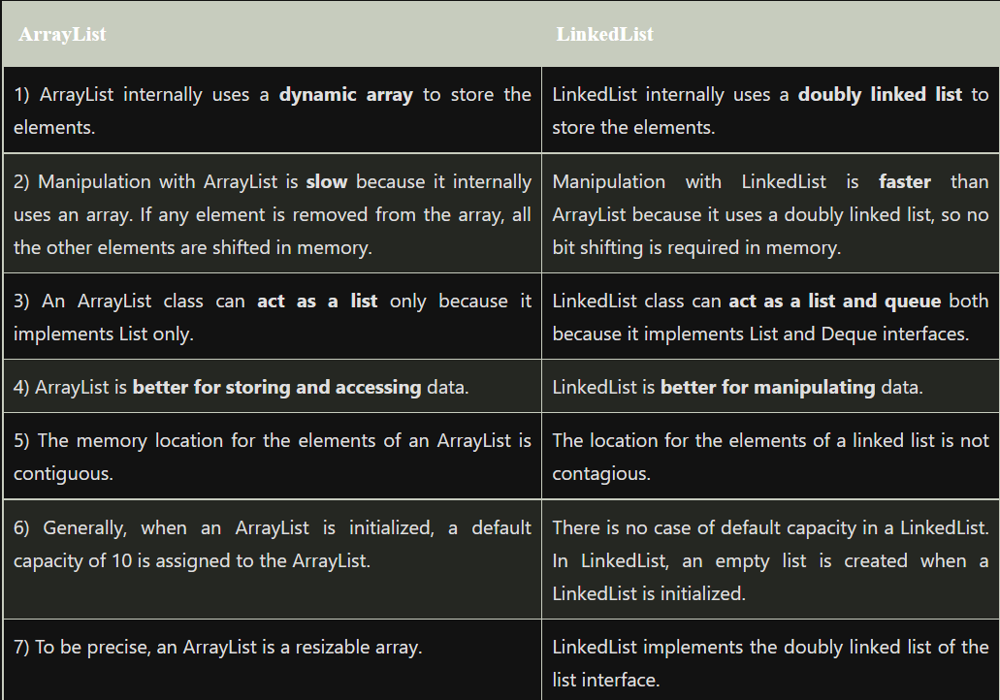 ArrayList
LinkedList
1) ArrayList internally uses a dynamic array to store the
elements.
LinkedList internally uses a doubly linked list to
store the elements.
2) Manipulation with ArrayList is slow because it internally
uses an array. If any element is removed from the array, all
the other elements are shifted in memory.
Manipulation with LinkedList is faster than
ArrayList because it uses a doubly linked list, so no
bit shifting is required in memory.
3) An ArrayList class can act as a list only because it
implements List only.
LinkedList class can act as a list and queue both
because it implements List and Deque interfaces.
4) ArrayList is better for storing and accessing data.
LinkedList is better for manipulating data.
5) The memory location for the elements of an ArrayList is
contiguous.
The location for the elements of a linked list is not
contagious.
6) Generally, when an ArrayList is initialized, a default
capacity of 10 is assigned to the ArrayList.
There is no case of default capacity in a LinkedList.
In LinkedList, an empty list is created when a
LinkedList is initialized.
7) To be precise, an ArrayList is a resizable array.
LinkedList implements the doubly linked list of the
list interface.